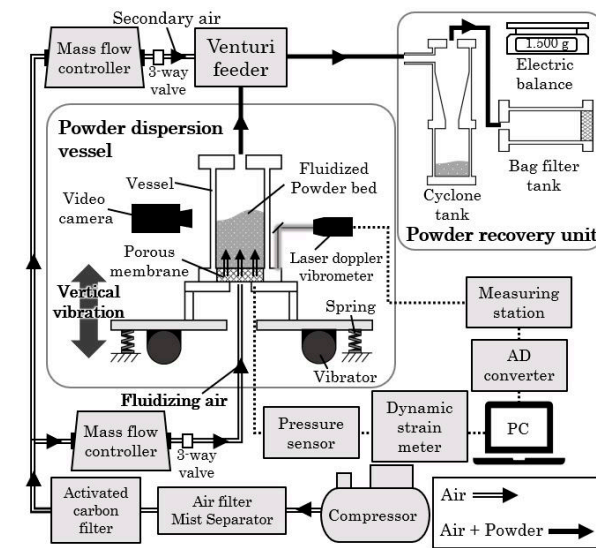 Secondary air
Mass flow
controller
3-way
valve
Venturi
feeder
1.500 g
Electric
balance
Bag filter
tank
Cyclone
tank
Powder recovery unit
Powder dispersion
vessel
Vessel
Fluidized
Powder bed
Video
camera
Porous
membrane
Laser doppler
vibrometer
Vertical
vibration
Spring
Vibrator
Measuring
station
AD
converter
PC
Fluidizing air
Mass flow
controller
3-way
valve
Pressure
sensor
Dynamic
strain
meter
Activated
carbon
filter
Air filter
Mist Separator
Compressor
Air
Air + Powder